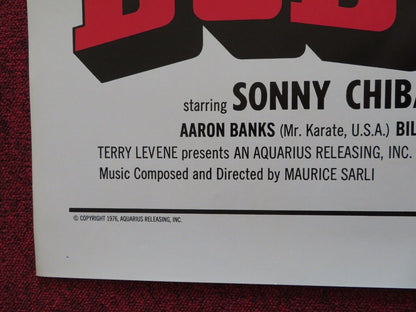 starring SONNY CHIBA
AARON BANKS (Mr. Karate, U.S.A.) BIL
TERRY LEVENE presents AN AQUARIUS RELEASING, INC.
Music Composed and Directed by MAURICE SARLI
© COPYRIGHT 1976, AQUARIUS RELEASING, INC.